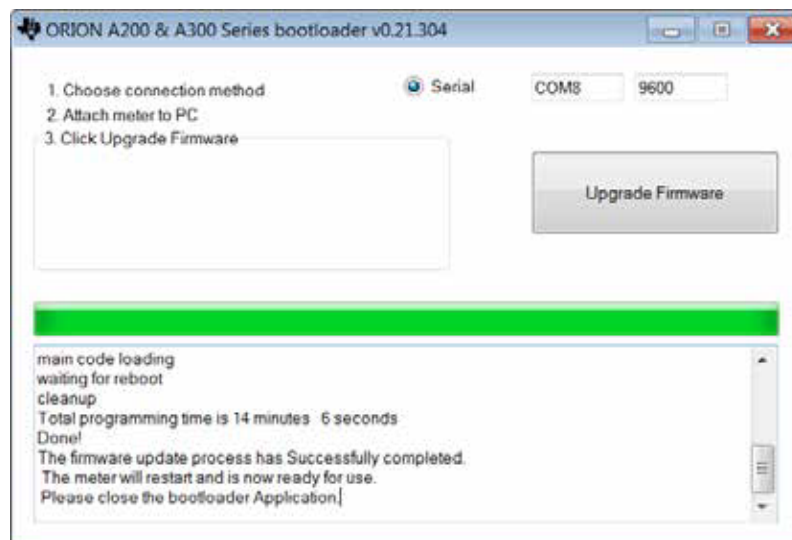 ORION A200 & A300 Series bootloader v0.21.304
1. Choose connection method
Serial
COM8
9600
2. Attach meter to PC
3. Click Upgrade Firmware
Upgrade Firmware
main code loading
waiting for reboot
cleanup
Total programming time is 14 minutes 6 seconds
Done!
The firmware update process has Successfully completed.
The meter will restart and is now ready for use.
Please close the bootloader Application.